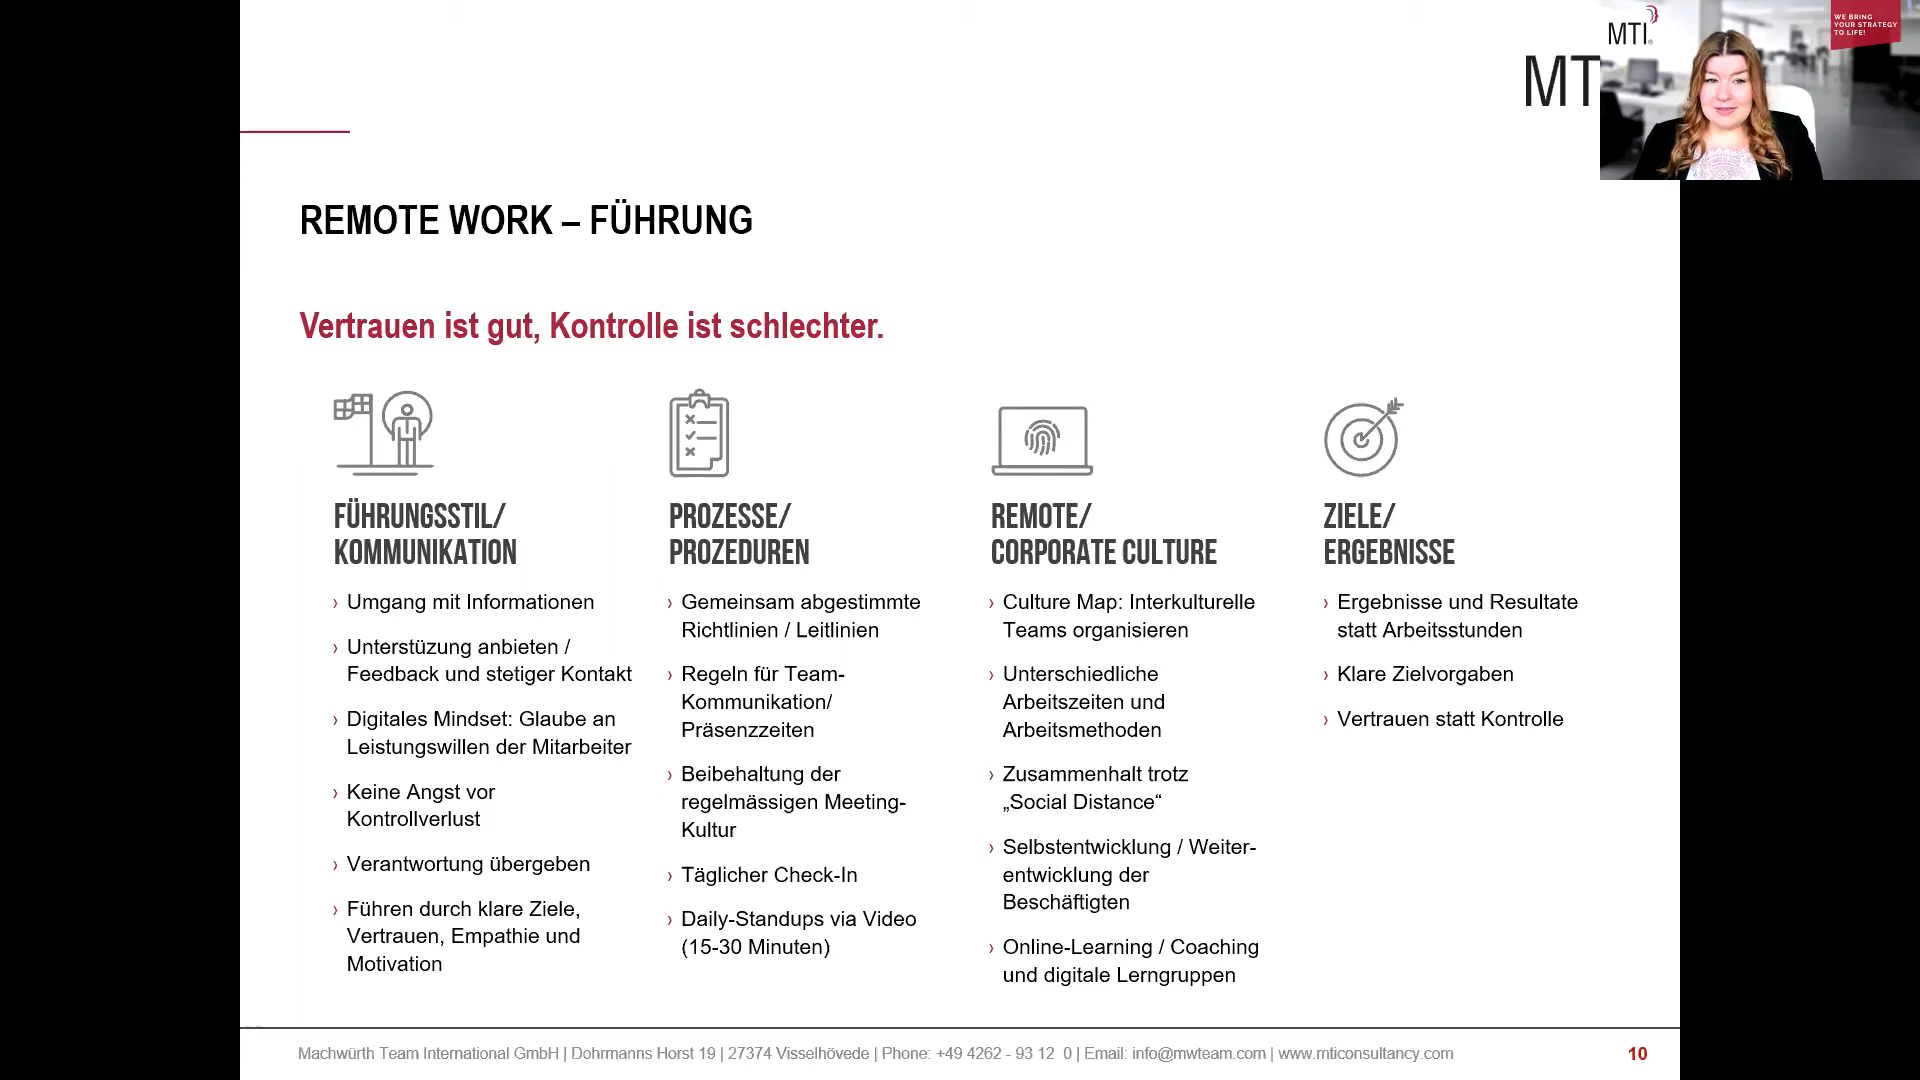 MTI
WE BRING
YOUR STRATEGY
TO LIFE!
MT
REMOTE WORK – FÜHRUNG
Vertrauen ist gut, Kontrolle ist schlechter.
FÜHRUNGSSTIL/
KOMMUNIKATION
› Umgang mit Informationen
› Unterstüzung anbieten /
Feedback und stetiger Kontakt
› Digitales Mindset: Glaube an
Leistungswillen der Mitarbeiter
› Keine Angst vor
Kontrollverlust
› Verantwortung übergeben
› Führen durch klare Ziele,
Vertrauen, Empathie und
Motivation
PROZESSE/
PROZEDUREN
› Gemeinsam abgestimmte
Richtlinien / Leitlinien
› Regeln für Team-
Kommunikation/
Präsenzzeiten
› Beibehaltung der
regelmässigen Meeting-
Kultur
› Täglicher Check-In
› Daily-Standups via Video
(15-30 Minuten)
REMOTE/
CORPORATE CULTURE
› Culture Map: Interkulturelle
Teams organisieren
› Unterschiedliche
Arbeitszeiten und
Arbeitsmethoden
› Zusammenhalt trotz
„Social Distance“
› Selbstentwicklung / Weiter-
entwicklung der
Beschäftigten
› Online-Learning / Coaching
und digitale Lerngruppen
ZIELE/
ERGEBNISSE
› Ergebnisse und Resultate
statt Arbeitsstunden
› Klare Zielvorgaben
› Vertrauen statt Kontrolle
Machwürth Team International GmbH | Dohrmanns Horst 19 | 27374 Visselhövede | Phone: +49 4262 - 93 12 0 | Email: info@mwteam.com | www.mticonsultancy.com
10